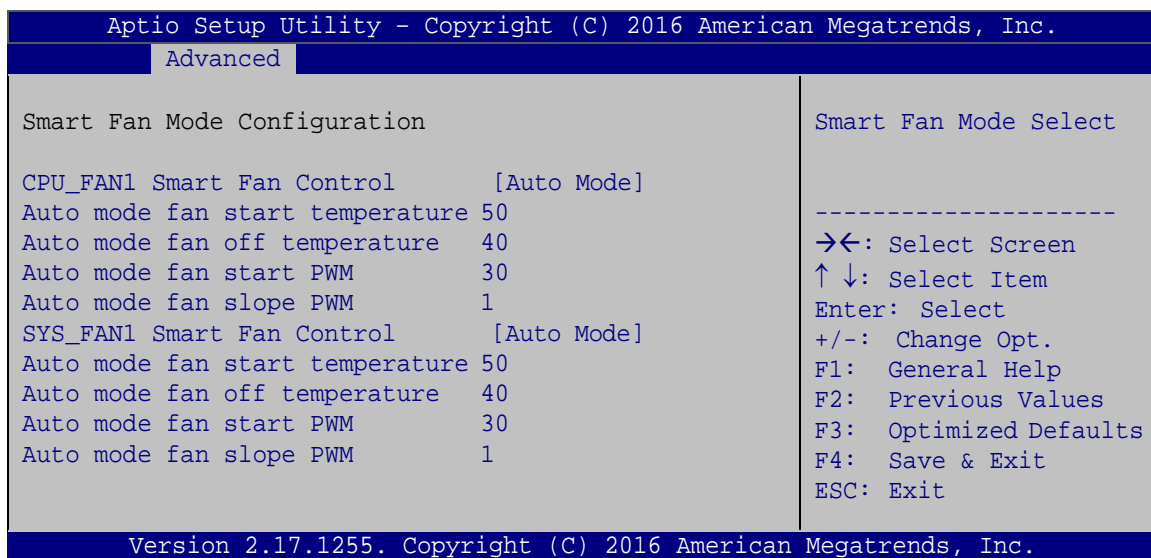 Aptio Setup Utility – Copyright (C) 2016 American Megatrends, Inc.
Advanced
Smart Fan Mode Configuration
CPU_FAN1 Smart Fan Control [Auto Mode]
Auto mode fan start temperature 50
Auto mode fan off temperature 40
Auto mode fan start PWM 30
Auto mode fan slope PWM 1
SYS_FAN1 Smart Fan Control [Auto Mode]
Auto mode fan start temperature 50
Auto mode fan off temperature 40
Auto mode fan start PWM 30
Auto mode fan slope PWM 1
Smart Fan Mode Select
---------------------
→←: Select Screen
↑ ↓: Select Item
Enter: Select
+/-: Change Opt.
F1: General Help
F2: Previous Values
F3: Optimized Defaults
F4: Save & Exit
ESC: Exit
Version 2.17.1255. Copyright (C) 2016 American Megatrends, Inc.